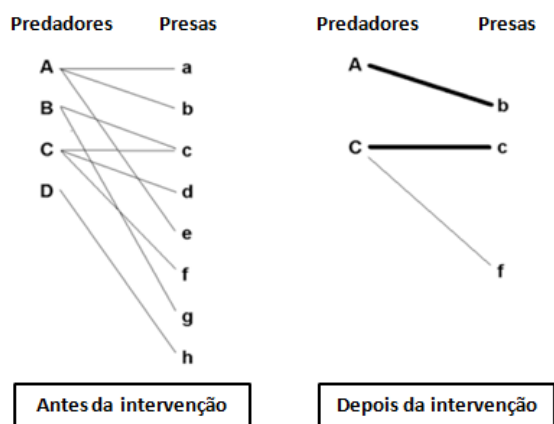 Predadores Presas
A a
B b
C c
D d
e
f
g
h
Antes da intervenção
Predadores Presas
A b
C c
f
Depois da intervenção